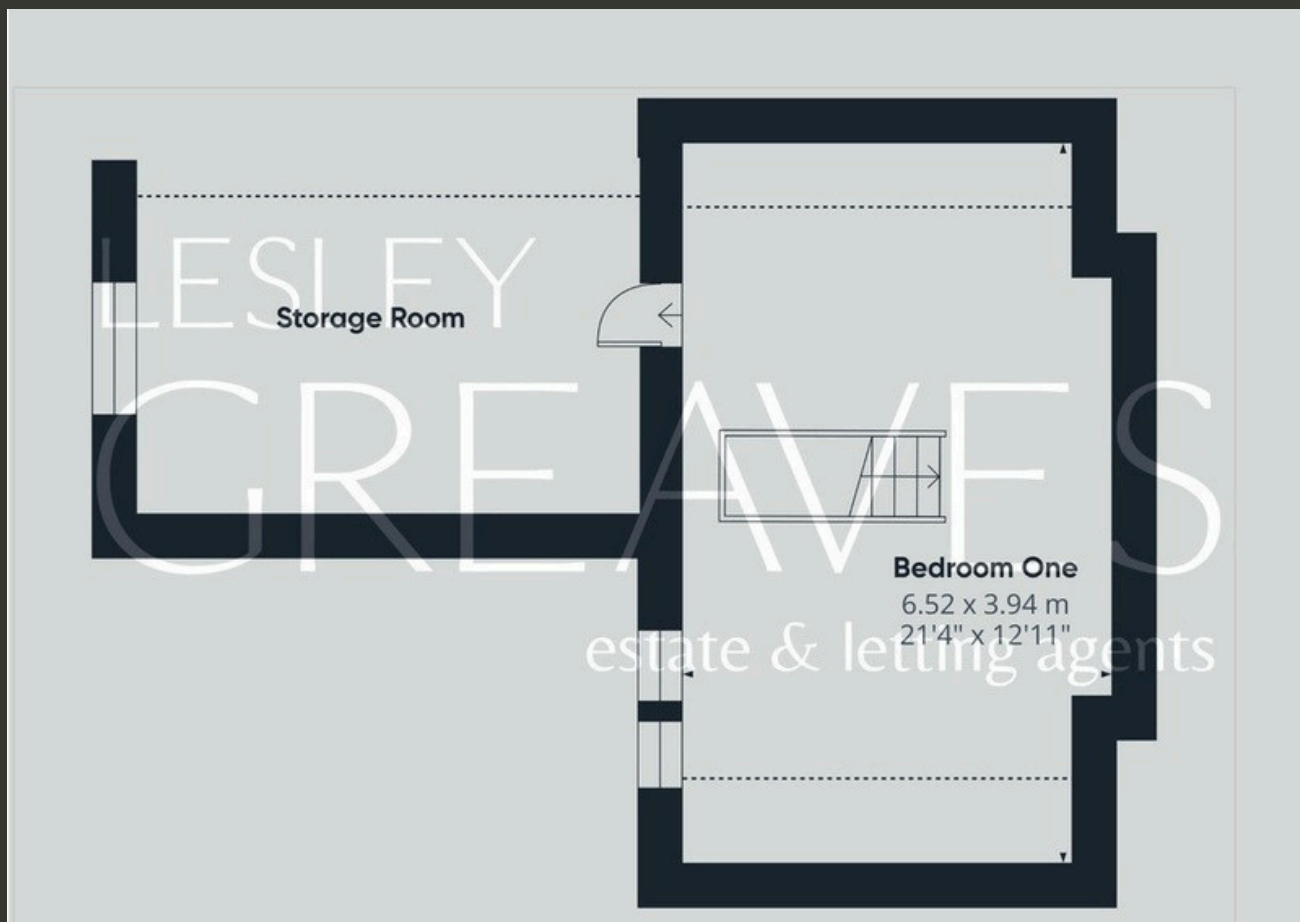 LESLEY
Storage Room
GREAVES
Bedroom One
6.52 x 3.94 m
21'4" x 12'11"
estate & letting agents